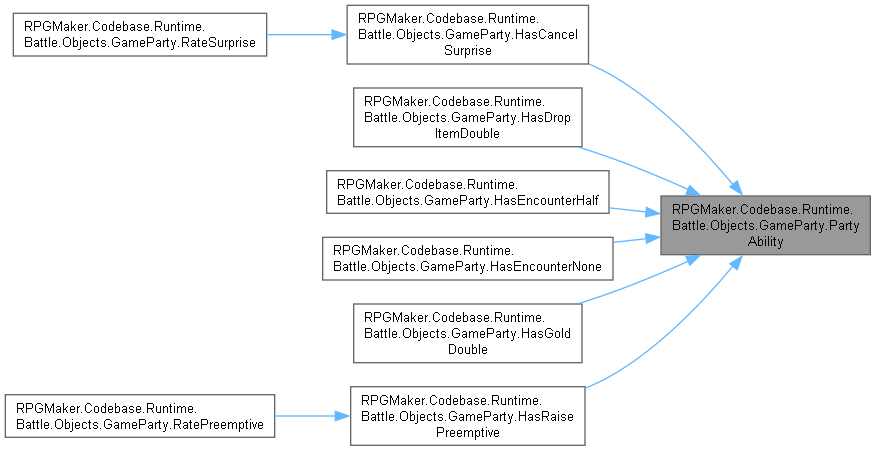 RPGMaker.Codebase.Runtime.
Battle.Objects.GameParty.RateSurprise
RPGMaker.Codebase.Runtime.
Battle.Objects.GameParty.HasCancel
Surprise
RPGMaker.Codebase.Runtime.
Battle.Objects.GameParty.HasDrop
ItemDouble
RPGMaker.Codebase.Runtime.
Battle.Objects.GameParty.HasEncounterHalf
RPGMaker.Codebase.Runtime.
Battle.Objects.GameParty.Party
Ability
RPGMaker.Codebase.Runtime.
Battle.Objects.GameParty.HasEncounterNone
RPGMaker.Codebase.Runtime.
Battle.Objects.GameParty.HasGold
Double
RPGMaker.Codebase.Runtime.
Battle.Objects.GameParty.RatePreemptive
RPGMaker.Codebase.Runtime.
Battle.Objects.GameParty.HasRaise
Preemptive